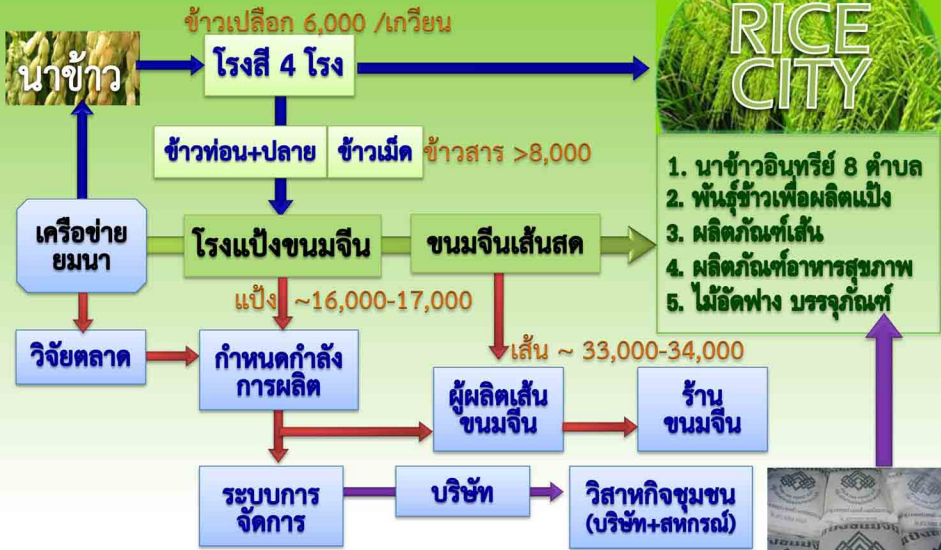 ข้าวเปลือก 6,000 /เกวียน
นาข้าว
โรงสี 4 โรง
RICE
CITY
ข้าวท่อน+ปลาย
ข้าวเม็ด
ข้าวสาร >8,000
1. นาข้าวอินทรีย์ 8 ตำบล
2. พันธุ์ข้าวเพื่อผลิตแป้ง
3. ผลิตภัณฑ์เส้น
4. ผลิตภัณฑ์อาหารสุขภาพ
5. ไม้อัดฟาง บรรจุภัณฑ์
เครือข่าย
ยมนา
โรงแป้งขนมจีน
ขนมจีนเส้นสด
แป้ง ~16,000-17,000
เส้น ~ 33,000-34,000
วิจัยตลาด
กำหนดกำลัง
การผลิต
ผู้ผลิตเส้น
ขนมจีน
ร้าน
ขนมจีน
ระบบการ
จัดการ
บริษัท
วิสาหกิจชุมชน
(บริษัท+สหกรณ์)